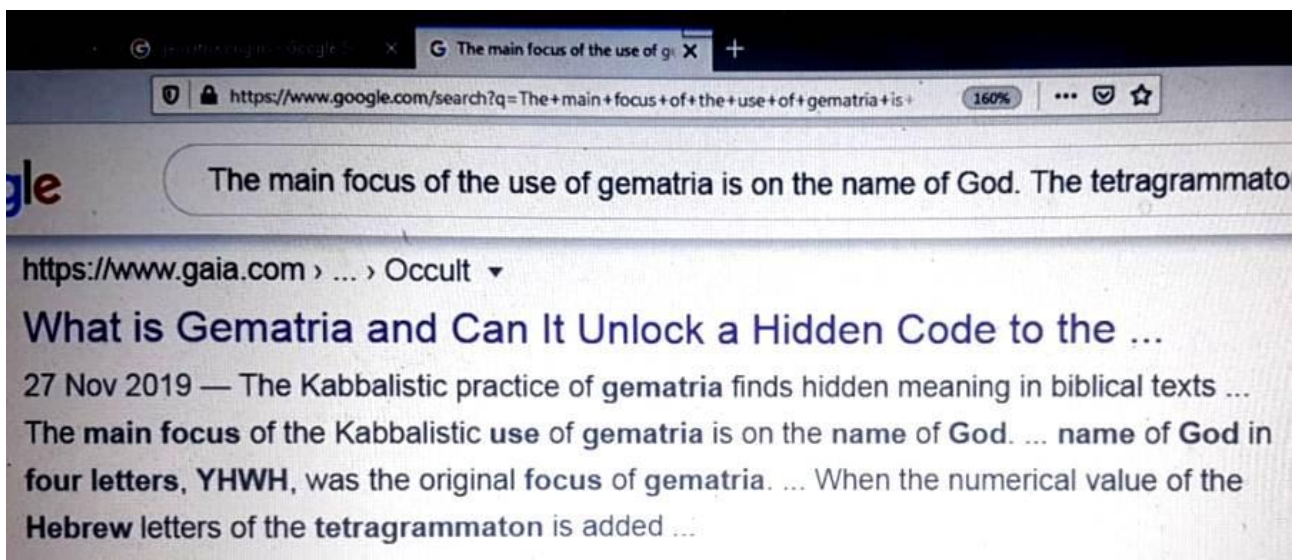 The main focus of the use of g
https://www.google.com/search?q=The+main+focus+of+the+use+of+gematria+is+
160%
gle
The main focus of the use of gematria is on the name of God. The tetragrammato
https://www.gaia.com › ... › Occult
What is Gematria and Can It Unlock a Hidden Code to the ...
27 Nov 2019 — The Kabbalistic practice of gematria finds hidden meaning in biblical texts ...
The main focus of the Kabbalistic use of gematria is on the name of God. ... name of God in
four letters, YHWH, was the original focus of gematria. ... When the numerical value of the
Hebrew letters of the tetragrammaton is added ...